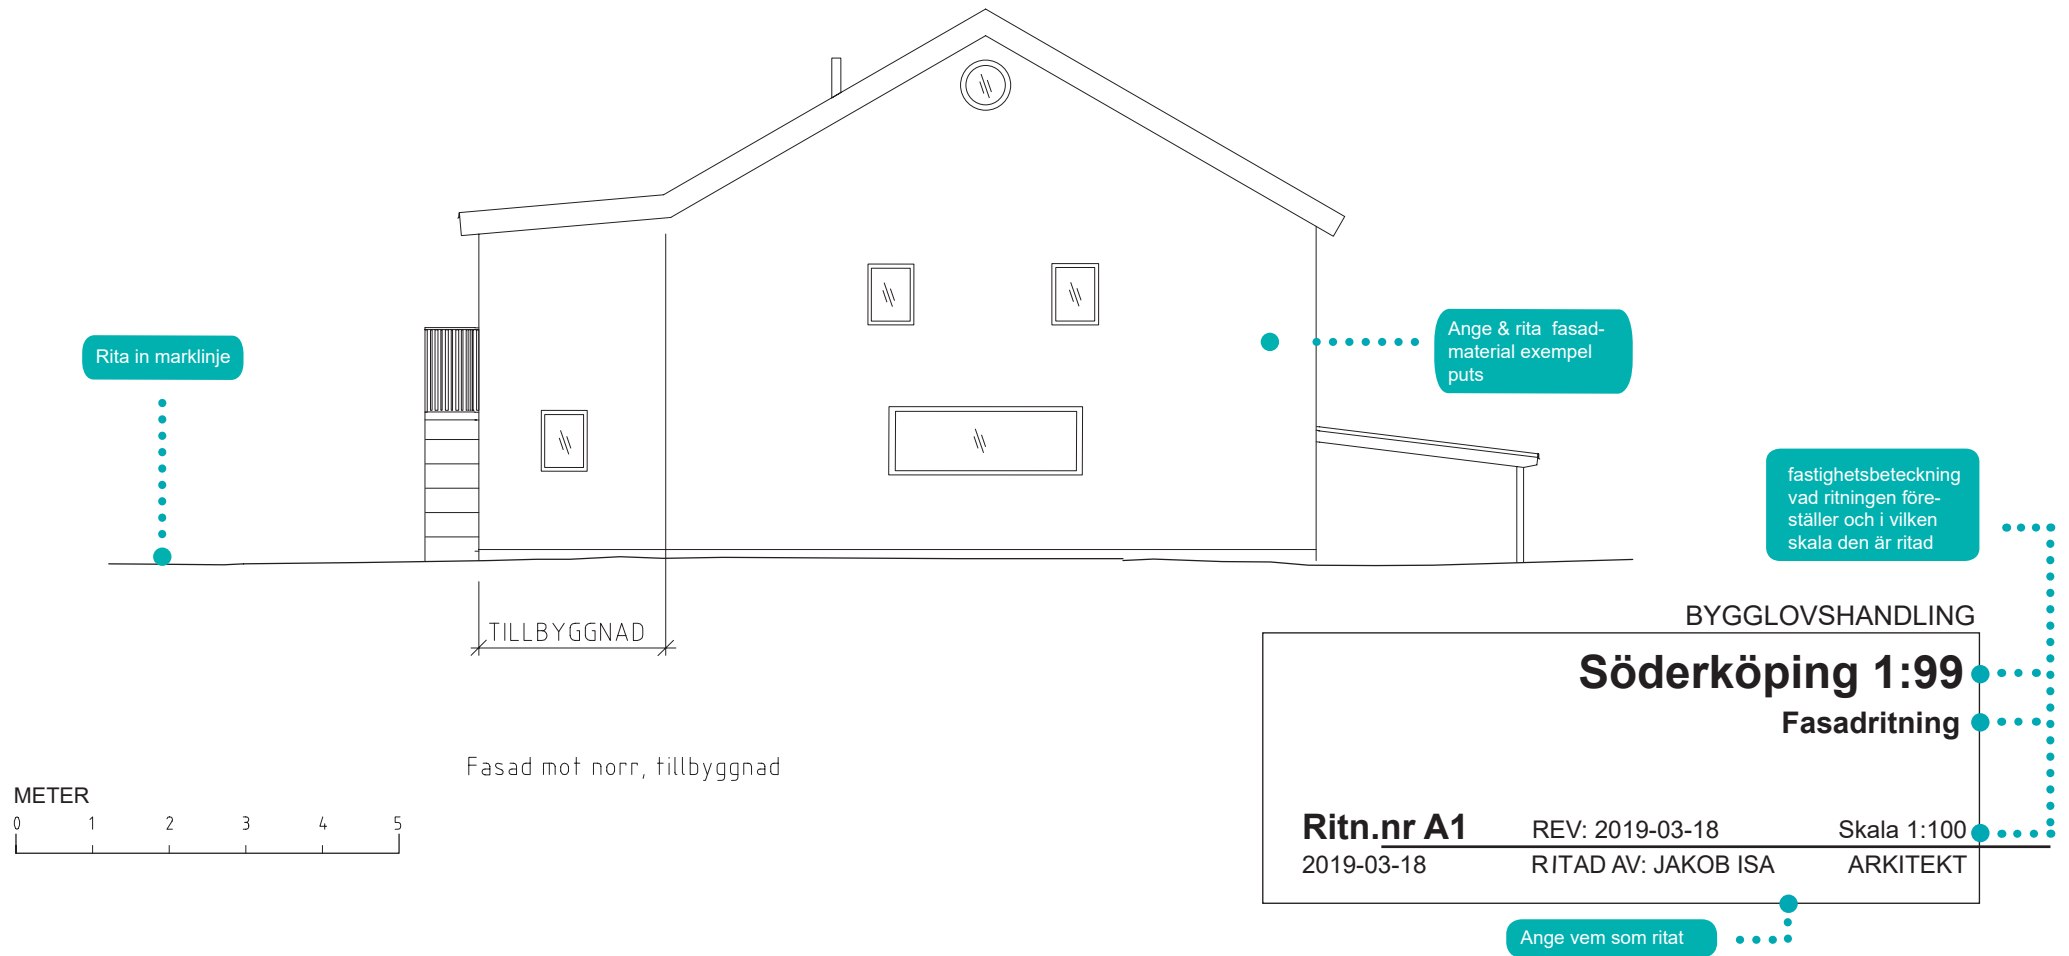 Rita in marklinje
Ange & rita fasad-
material exempel
puts
fastighetsbeteckning
vad ritningen före-
ställer och i vilken
skala den är ritad
TILLBYGGNAD
BYGGLOVSHANDLING
Söderköping 1:99
Fasadritning
Fasad mot norr, tillbyggnad
METER
0 1 2 3 4 5
Ritn.nr A1 REV: 2019-03-18 Skala 1:100
2019-03-18 RITAD AV: JAKOB ISA ARKITEKT
Ange vem som ritat